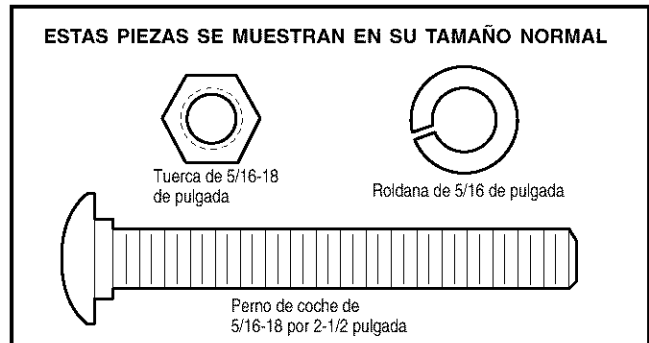 ESTAS PIEZAS SE MUESTRAN EN SU TAMAÑO NORMAL
Tuerca de 5/16-18
de pulgada
Roldana de 5/16 de pulgada
Perno de coche de
5/16-18 por 2-1/2 pulgada